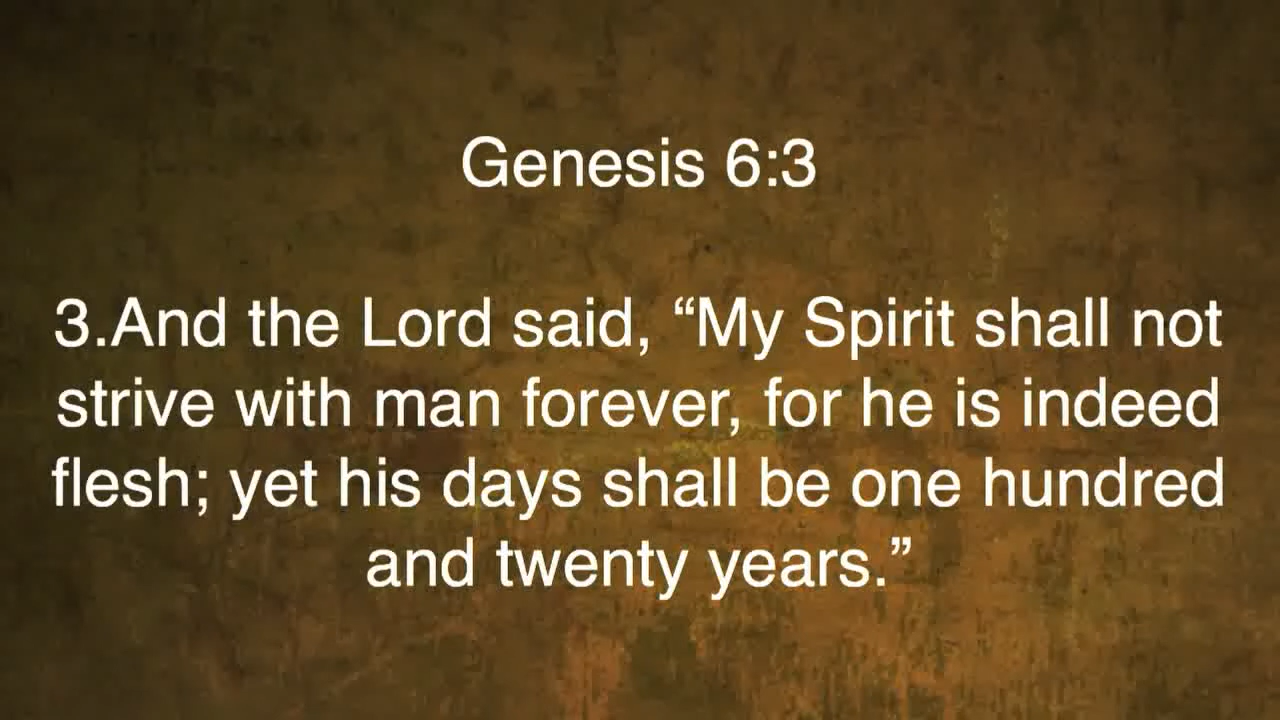 Genesis 6:3
3.And the Lord said, “My Spirit shall not
strive with man forever, for he is indeed
flesh; yet his days shall be one hundred
and twenty years.”